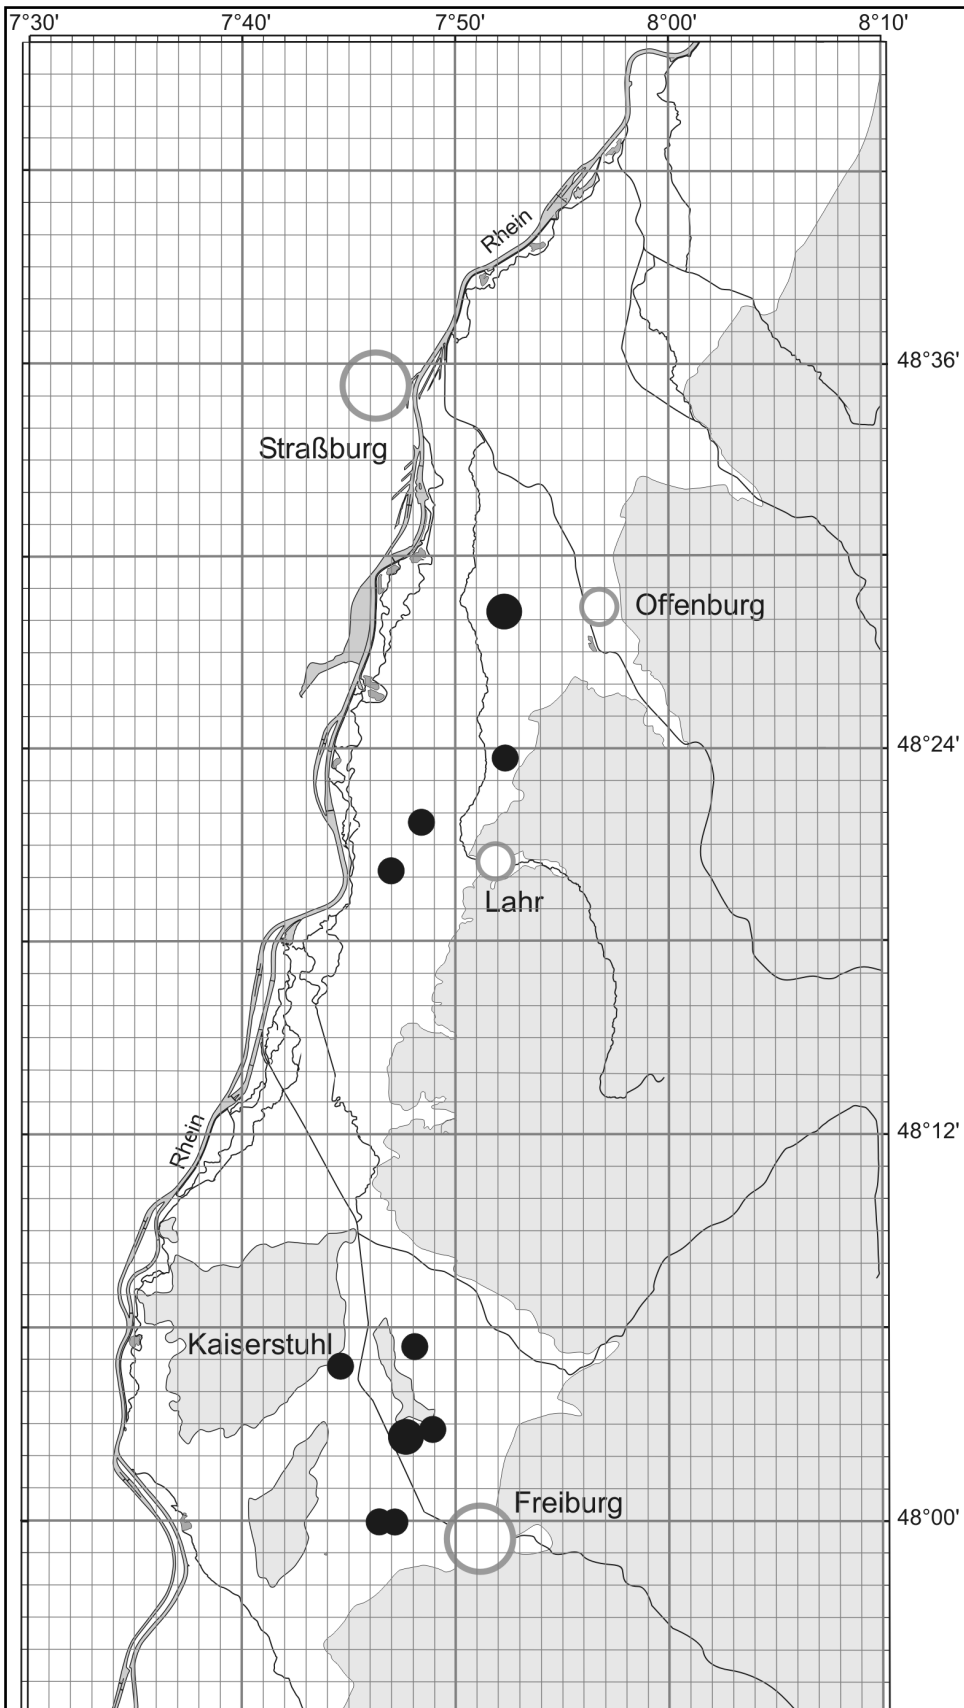 7°30' 7°40' 7°50' 8°00' 8°10'
Rhein
48°36'
Straßburg
Offenburg
48°24'
Lahr
48°12'
Rhein
Kaiserstuhl
Freiburg
48°00'